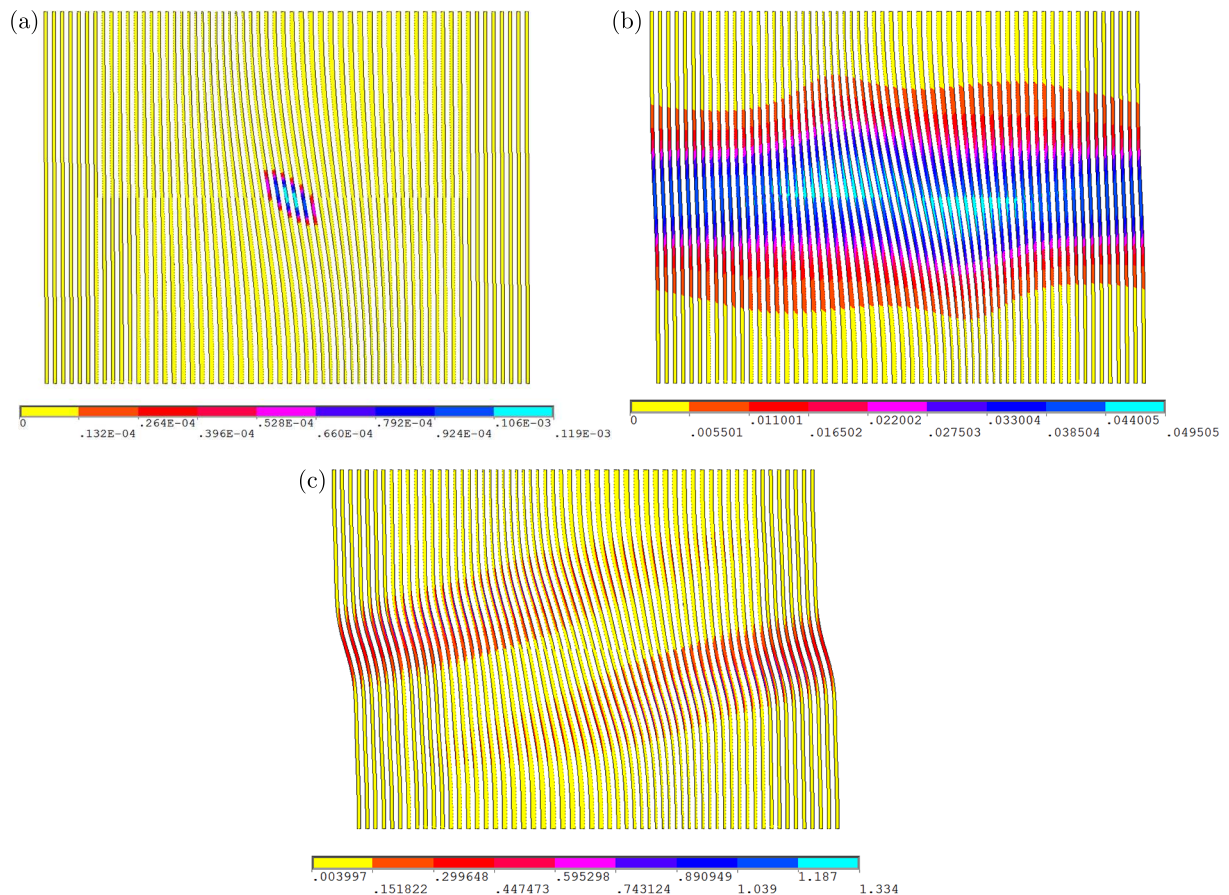 (a)
(b)
0 .264E-04 .528E-04 .792E-04 .106E-03
.132E-04 .396E-04 .660E-04 .924E-04 .119E-03
0 .011001 .022002 .033004 .044005
.005501 .016502 .027503 .038504 .049505
(c)
.003997 .299648 .595298 .890949 1.187
.151822 .447473 .743124 1.039 1.334